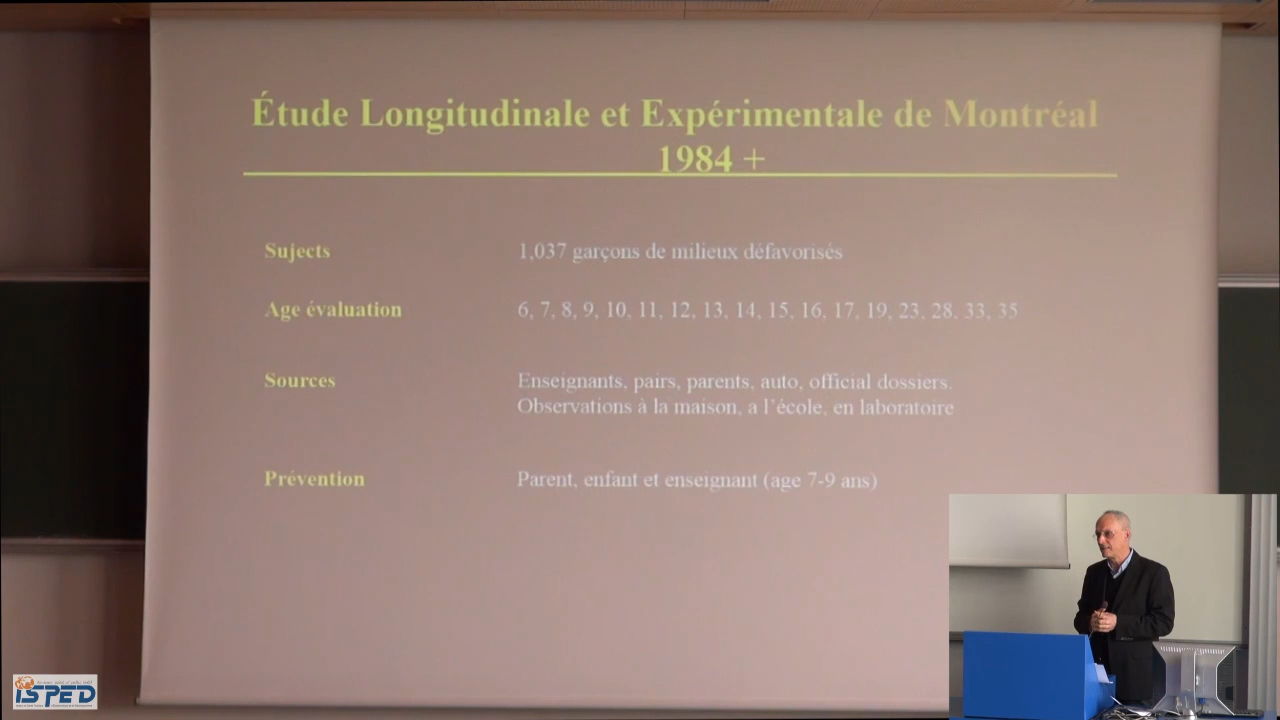 Étude Longitudinale et Expérimentale de Montréal
1984 +
Sujects 1,037 garçons de milieux défavorisés
Age évaluation 6, 7, 8, 9, 10, 11, 12, 13, 14, 15, 16, 17, 19, 23, 28, 33, 35
Sources Enseignants, pairs, parents, auto, official dossiers.
Observations à la maison, a l’école, en laboratoire
Prévention Parent, enfant et enseignant (age 7-9 ans)
ISPED